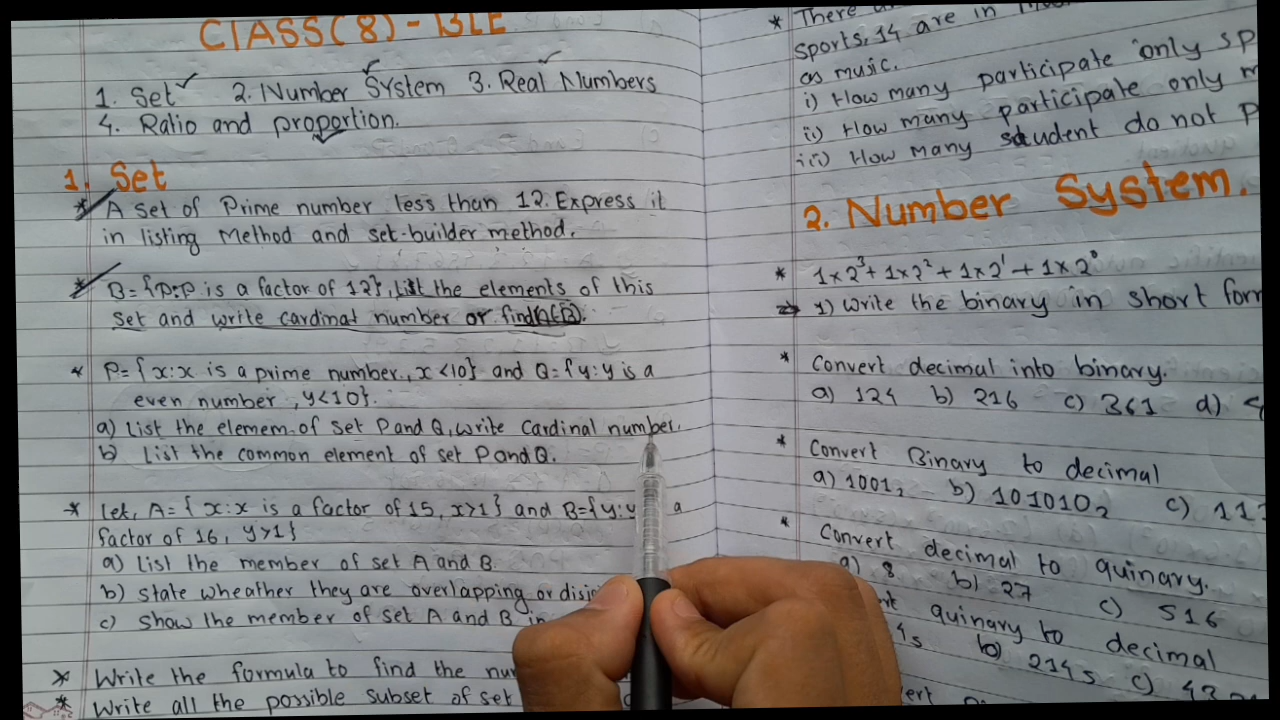 CLASS(8) - BLE
1. Set 2. Number System 3. Real Numbers
4. Ratio and proportion.
1. Set
* A set of Prime number less than 12. Express it
in listing Method and set-builder method.
* B={P:P is a factor of 12}, List the elements of this
set and write cardinal number or find n(B).
* P={x:x is a prime number, x<10} and Q={y:y is a
even number, y<10}.
a) List the elemem. of set P and Q, write Cardinal number.
b) List the common element of set P and Q.
* Let, A={x:x is a factor of 15, x>1} and B={y:y a
factor of 16, y>1}
a) List the member of set A and B.
b) state wheather they are overlapping or disj
c) show the member of set A and B in
* Write the formula to find the nu
* Write all the possible subset of set
* There
sports, 14 are in
as music.
i) How many participate only sp
ii) How many participate only
iii) How many student do not p
2. Number System.
* 1×2³+1×2²+1×2¹+1×2⁰
1) Write the binary in short for
* Convert decimal into binary.
a) 124 b) 216 c) 361 d)
* Convert Binary to decimal
a) 1001₂ b) 101010₂ c) 11
* Convert decimal to quinary.
a) 8 b) 27 c) 516
quinary to decimal
b) 214₅ c)